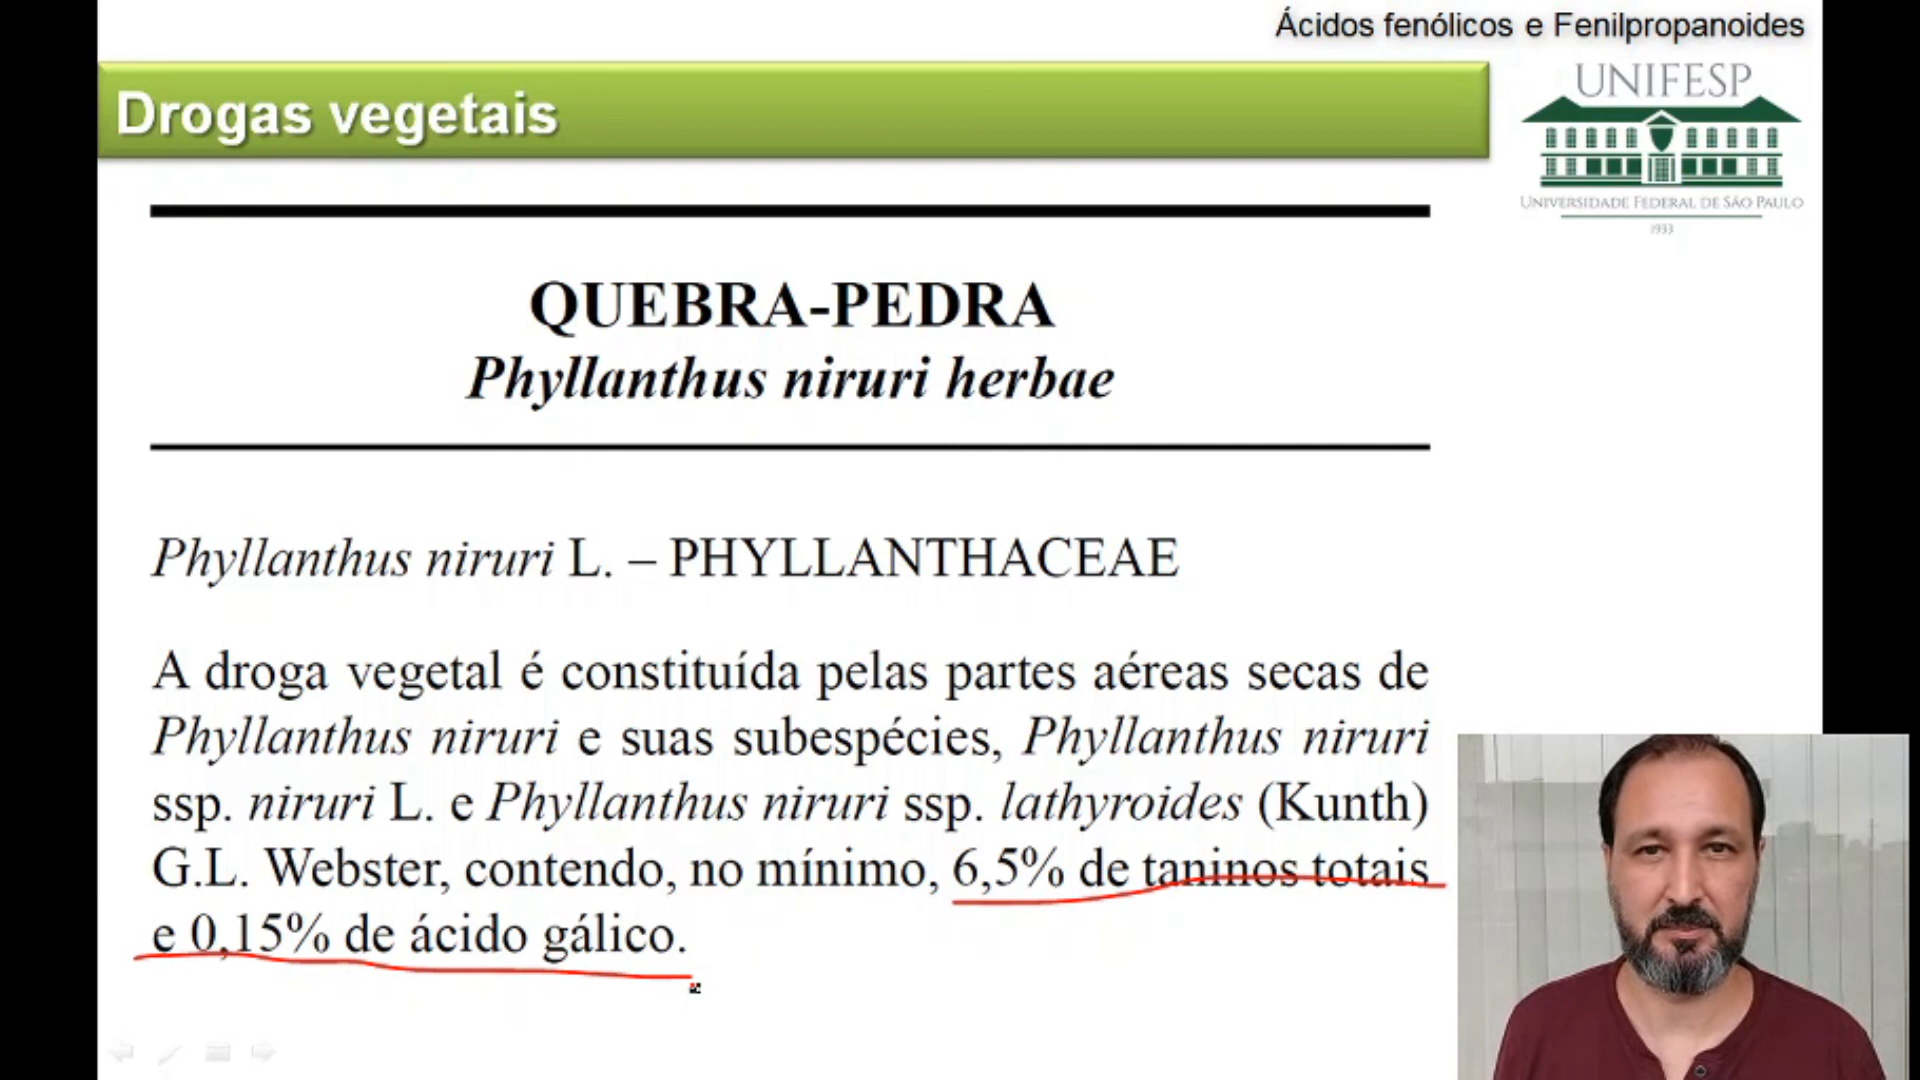 Ácidos fenólicos e Fenilpropanoides
Drogas vegetais
UNIFESP
UNIVERSIDADE FEDERAL DE SÃO PAULO
1933
QUEBRA-PEDRA
Phyllanthus niruri herbae
Phyllanthus niruri L. – PHYLLANTHACEAE
A droga vegetal é constituída pelas partes aéreas secas de
Phyllanthus niruri e suas subespécies, Phyllanthus niruri
ssp. niruri L. e Phyllanthus niruri ssp. lathyroides (Kunth)
G.L. Webster, contendo, no mínimo, 6,5% de taninos totais
e 0,15% de ácido gálico.